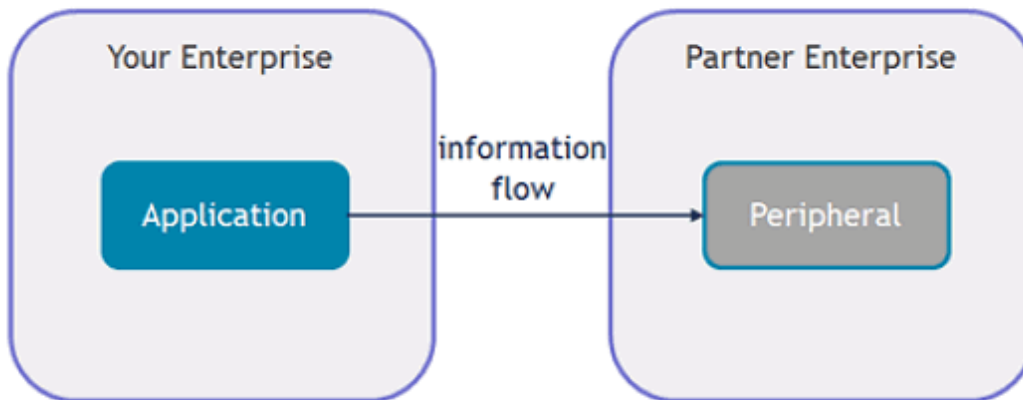 Your Enterprise
Partner Enterprise
information
flow
Application
Peripheral